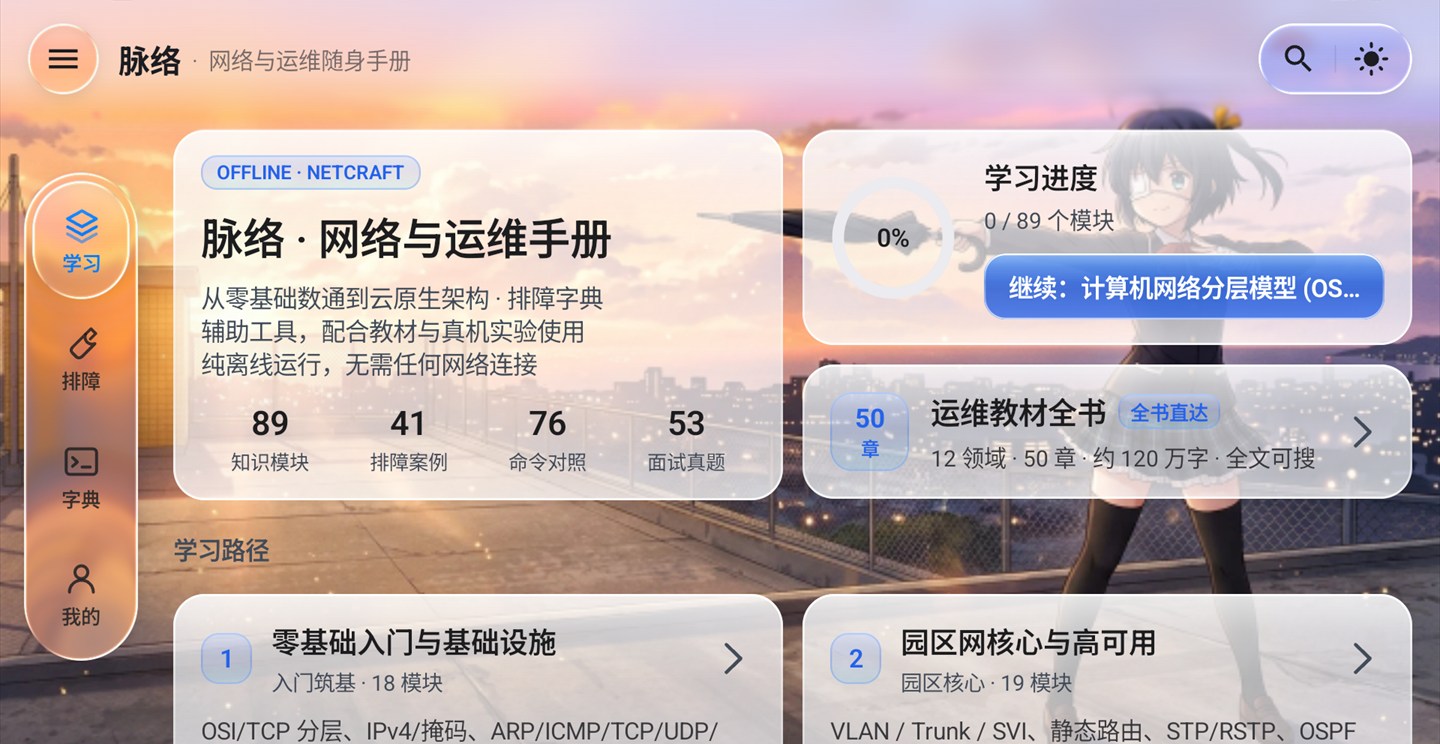 脉络 · 网络与运维随身手册
OFFLINE · NETCRAFT
脉络 · 网络与运维手册
从零基础数通到云原生架构 · 排障字典
辅助工具，配合教材与真机实验使用
纯离线运行，无需任何网络连接
89 41 76 53
知识模块 排障案例 命令对照 面试真题
0%
学习进度
0 / 89 个模块
继续：计算机网络分层模型 (OS...
50
章
运维教材全书 全书直达
12 领域 · 50 章 · 约 120 万字 · 全文可搜
学习
排障
字典
我的
学习路径
1
零基础入门与基础设施
入门筑基 · 18 模块
OSI/TCP 分层、IPv4/掩码、ARP/ICMP/TCP/UDP/
2
园区网核心与高可用
园区核心 · 19 模块
VLAN / Trunk / SVI、静态路由、STP/RSTP、OSPF